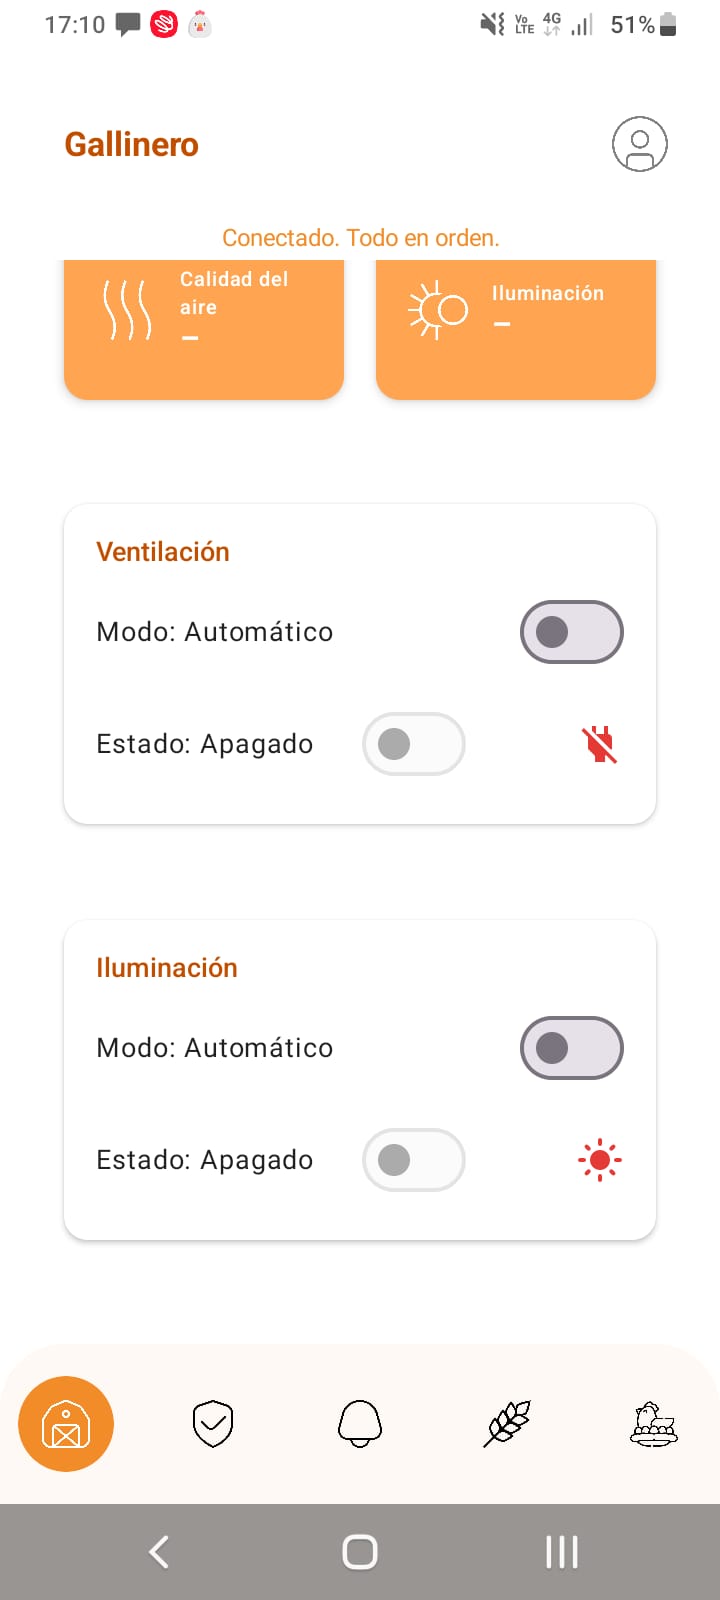 17:10
Vo
LTE
4G
51%
Gallinero
Conectado. Todo en orden.
Calidad del
aire
–
Iluminación
–
Ventilación
Modo: Automático
Estado: Apagado
Iluminación
Modo: Automático
Estado: Apagado